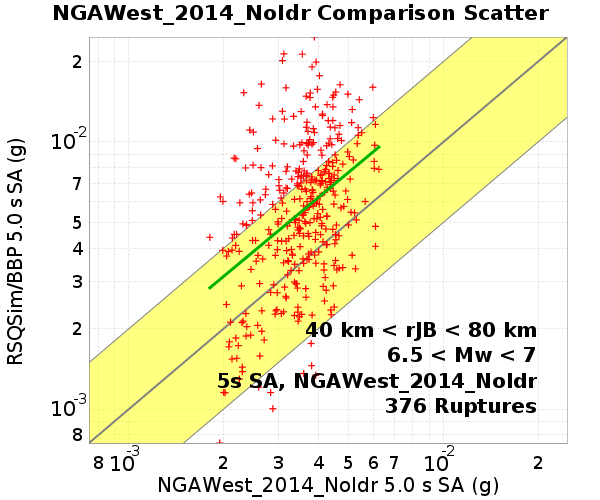 NGAWest_2014_NoIdr Comparison Scatter
RSQSim/BBP 5.0 s SA (g)
2
10-2
7
5
4
3
2
10-3
8
40 km < rJB < 80 km
6.5 < Mw < 7
5s SA, NGAWest_2014_NoIdr
376 Ruptures
8 10-3 2 3 4 5 6 7 10-2 2
NGAWest_2014_NoIdr 5.0 s SA (g)